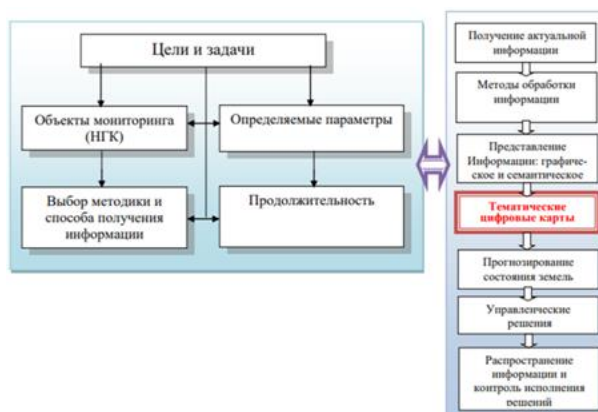 Цели и задачи
Объекты мониторинга
(НГК)
Определяемые параметры
Выбор методики и
способа получения
информации
Продолжительность
Получение актуальной
информации
Методы обработки
информации
Представление
Информации: графиче-
ское и семантическое
Тематические
цифровые карты
Прогнозирование
состояния земель
Управленческие
решения
Распространение
информации и
контроль исполнения
решений